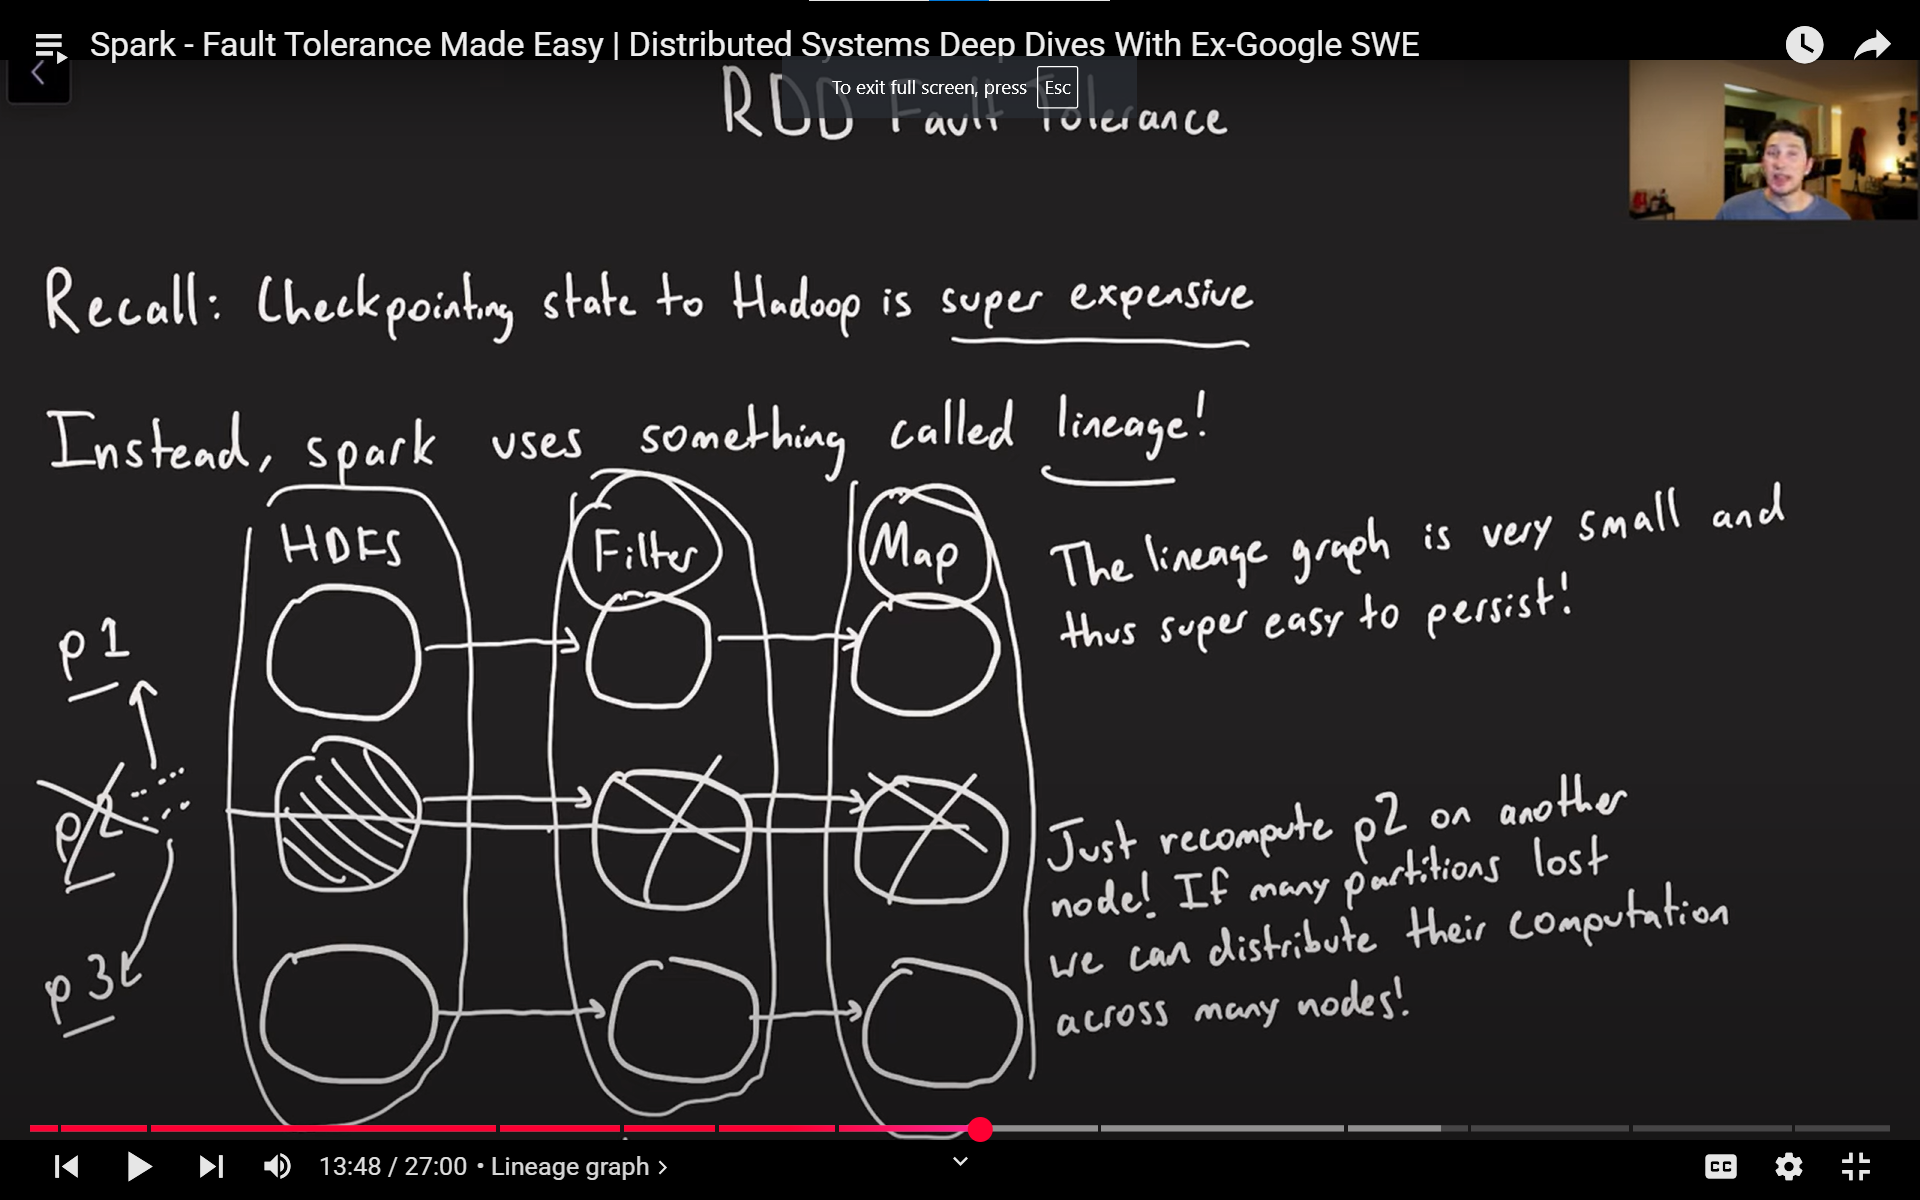 Spark - Fault Tolerance Made Easy | Distributed Systems Deep Dives With Ex-Google SWE
To exit full screen, press Esc
RDD Fault Tolerance
Recall: Checkpointing state to Hadoop is super expensive
Instead, spark uses something called lineage!
HDFS
Filter
Map
The lineage graph is very small and
thus super easy to persist!
p1
p2
p3
Just recompute p2 on another
node! If many partitions lost
we can distribute their computation
across many nodes!
13:48 / 27:00 • Lineage graph ›
CC